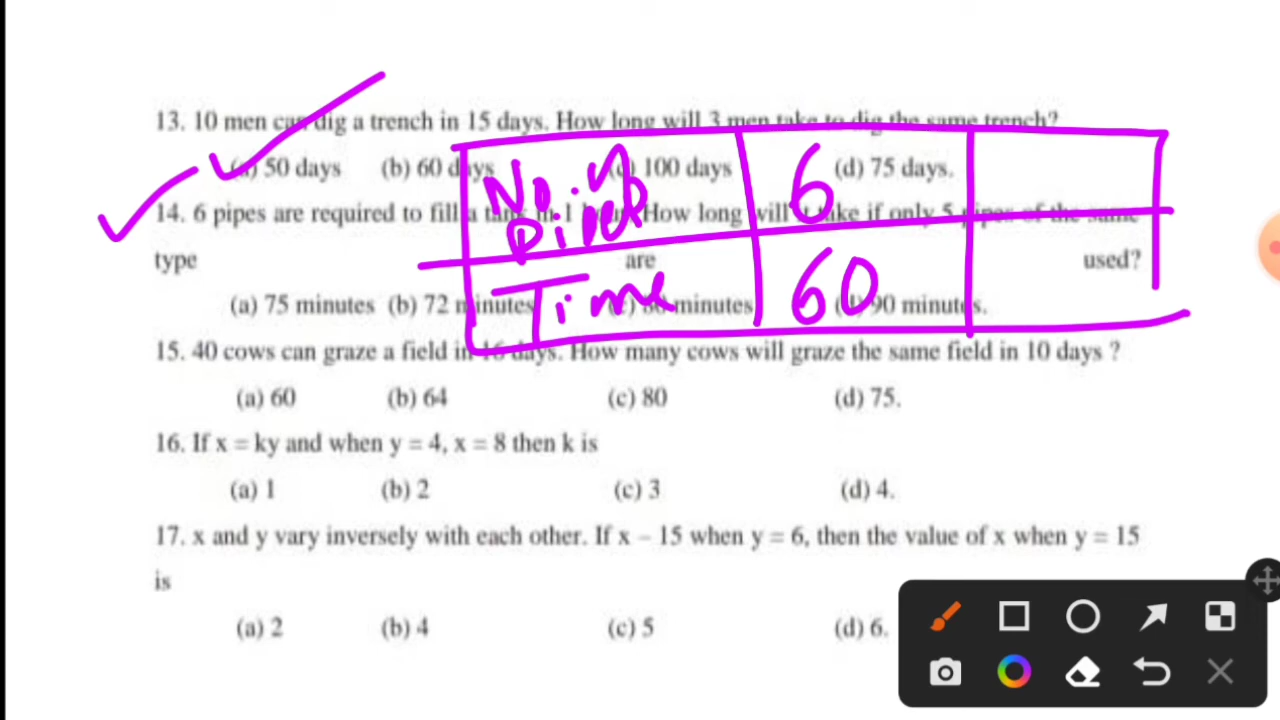 13. 10 men can dig a trench in 15 days. How long will 3 men take to dig the same trench?
(a) 50 days (b) 60 days (c) 100 days (d) 75 days.
14. 6 pipes are required to fill a tank in 1 hour. How long will it take if only 5 pipes of the same
type are used?
(a) 75 minutes (b) 72 minutes (c) minutes (d) 90 minutes.
No. of 6
Pipes
Time 60
15. 40 cows can graze a field in 16 days. How many cows will graze the same field in 10 days ?
(a) 60 (b) 64 (c) 80 (d) 75.
16. If x = ky and when y = 4, x = 8 then k is
(a) 1 (b) 2 (c) 3 (d) 4.
17. x and y vary inversely with each other. If x - 15 when y = 6, then the value of x when y = 15
is
(a) 2 (b) 4 (c) 5 (d) 6.